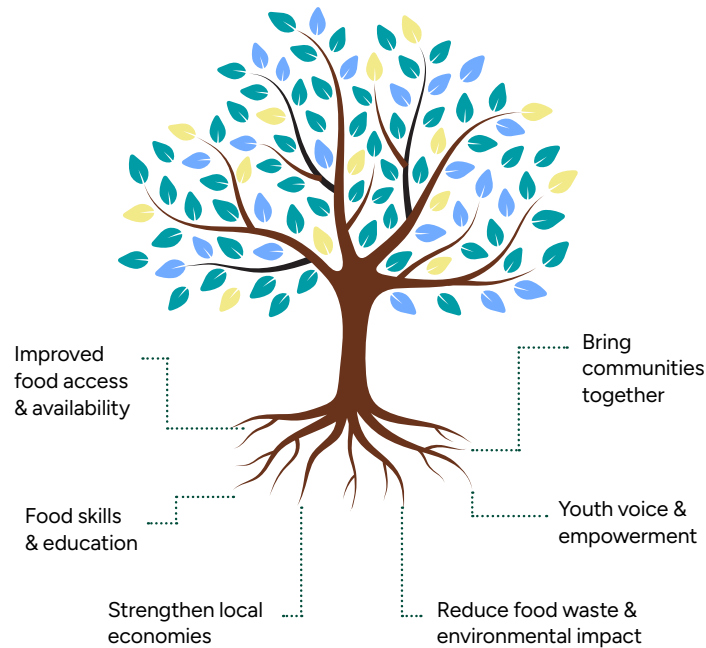 Improved
food access
& availability
Bring
communities
together
Food skills
& education
Youth voice &
empowerment
Strengthen local
economies
Reduce food waste &
environmental impact